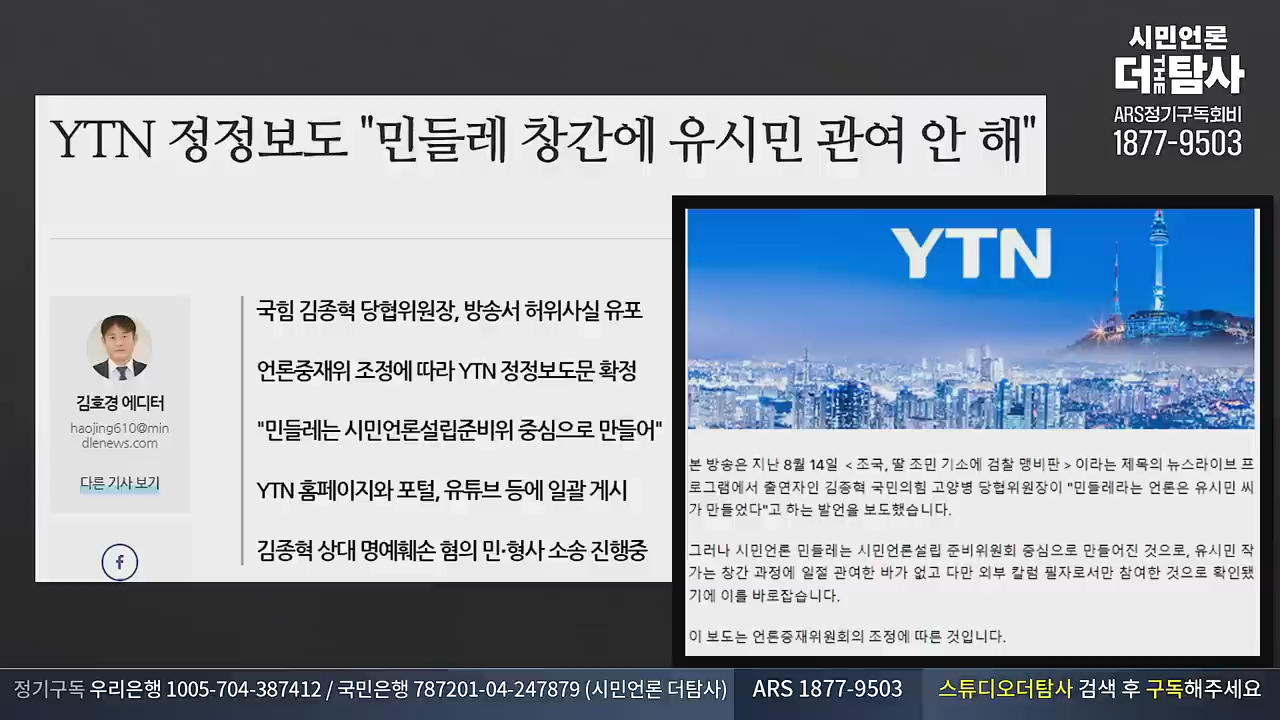 시민언론
더탐사
THE
ARS정기구독회비
1877-9503
YTN 정정보도 "민들레 창간에 유시민 관여 안 해"
김호경 에디터
haojing610@min
dlenews.com
다른 기사 보기
f
국힘 김종혁 당협위원장, 방송서 허위사실 유포
언론중재위 조정에 따라 YTN 정정보도문 확정
"민들레는 시민언론설립준비위 중심으로 만들어"
YTN 홈페이지와 포털, 유튜브 등에 일괄 게시
김종혁 상대 명예훼손 혐의 민·형사 소송 진행중
YTN
본 방송은 지난 8월 14일 <조국, 딸 조민 기소에 검찰 맹비판> 이라는 제목의 뉴스라이브 프
로그램에서 출연자인 김종혁 국민의힘 고양병 당협위원장이 "민들레라는 언론은 유시민 씨
가 만들었다"고 하는 발언을 보도했습니다.
그러나 시민언론 민들레는 시민언론설립 준비위원회 중심으로 만들어진 것으로, 유시민 작
가는 창간 과정에 일절 관여한 바가 없고 다만 외부 칼럼 필자로서만 참여한 것으로 확인됐
기에 이를 바로잡습니다.
이 보도는 언론중재위원회의 조정에 따른 것입니다.
정기구독 우리은행 1005-704-387412 / 국민은행 787201-04-247879 (시민언론 더탐사)
ARS 1877-9503
스튜디오더탐사 검색 후 구독해주세요